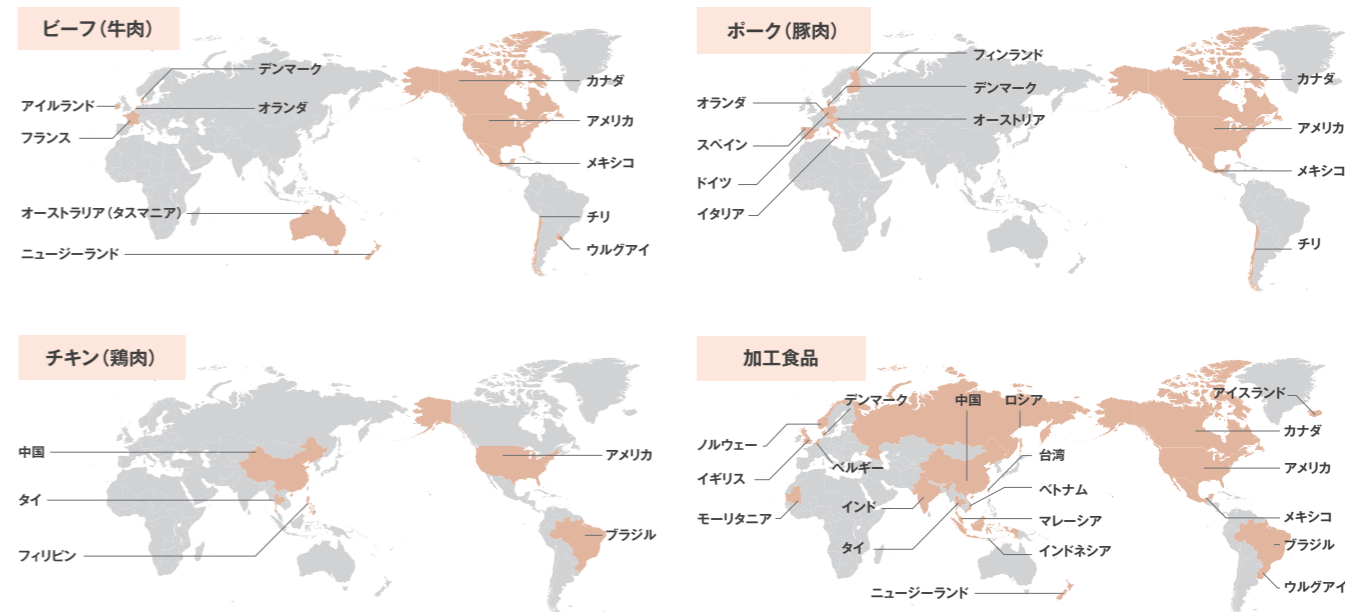 ビーフ（牛肉）
デンマーク
アイルランド
オランダ
フランス
カナダ
アメリカ
メキシコ
オーストラリア（タスマニア）
ニュージーランド
チリ
ウルグアイ
ポーク（豚肉）
フィンランド
デンマーク
オランダ
オーストリア
スペイン
ドイツ
イタリア
カナダ
アメリカ
メキシコ
チリ
チキン（鶏肉）
中国
タイ
フィリピン
アメリカ
ブラジル
加工食品
デンマーク
中国
ロシア
アイスランド
ノルウェー
カナダ
イギリス
ベルギー
台湾
アメリカ
モーリタニア
インド
ベトナム
マレーシア
メキシコ
タイ
インドネシア
ブラジル
ニュージーランド
ウルグアイ